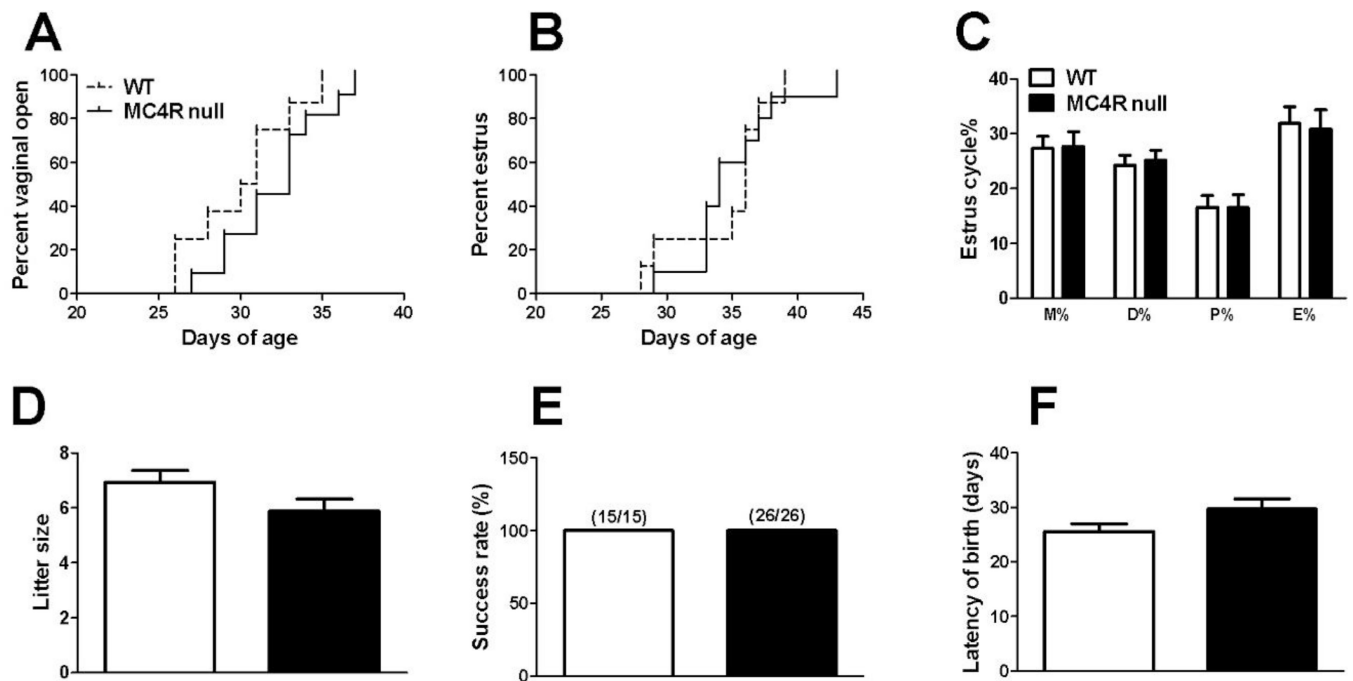 A
Percent vaginal open
100
80
60
40
20
0
WT
MC4R null
20 25 30 35 40
Days of age
B
Percent estrus
100
80
60
40
20
0
20 25 30 35 40 45
Days of age
C
Estrus cycle%
40
30
20
10
0
WT
MC4R null
M% D% P% E%
D
Litter size
8
6
4
2
0
E
Success rate (%)
150
100
50
0
(15/15) (26/26)
F
Latency of birth (days)
40
30
20
10
0